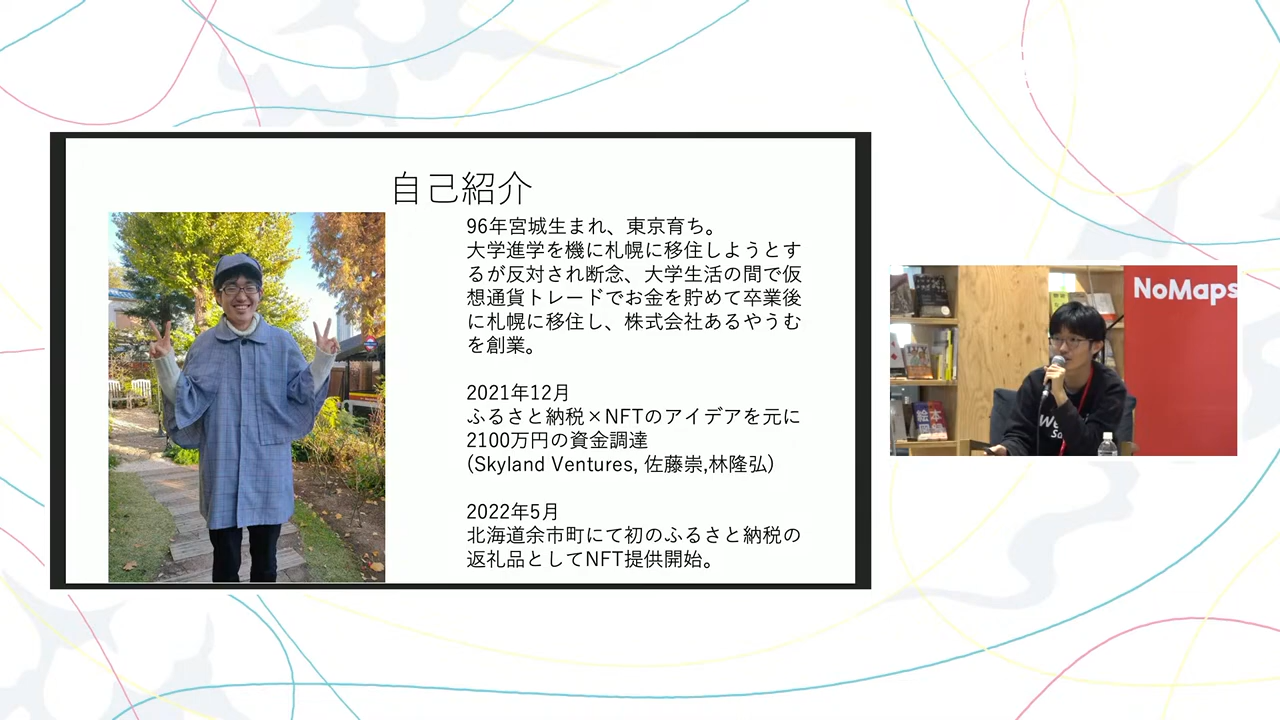 自己紹介
96年宮城生まれ、東京育ち。
大学進学を機に札幌に移住しようとす
るが反対され断念、大学生活の間で仮
想通貨トレードでお金を貯めて卒業後
に札幌に移住し、株式会社あるやうむ
を創業。
2021年12月
ふるさと納税×NFTのアイデアを元に
2100万円の資金調達
(Skyland Ventures, 佐藤崇,林隆弘)
2022年5月
北海道余市町にて初のふるさと納税の
返礼品としてNFT提供開始。
NoMaps
絵本